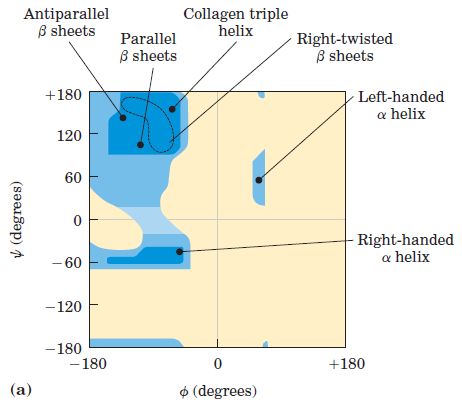 Antiparallel
β sheets
Parallel
β sheets
Collagen triple
helix
Right-twisted
β sheets
Left-handed
α helix
Right-handed
α helix
+180
120
60
0
−60
−120
−180
ψ (degrees)
−180
0
+180
ϕ (degrees)
(a)